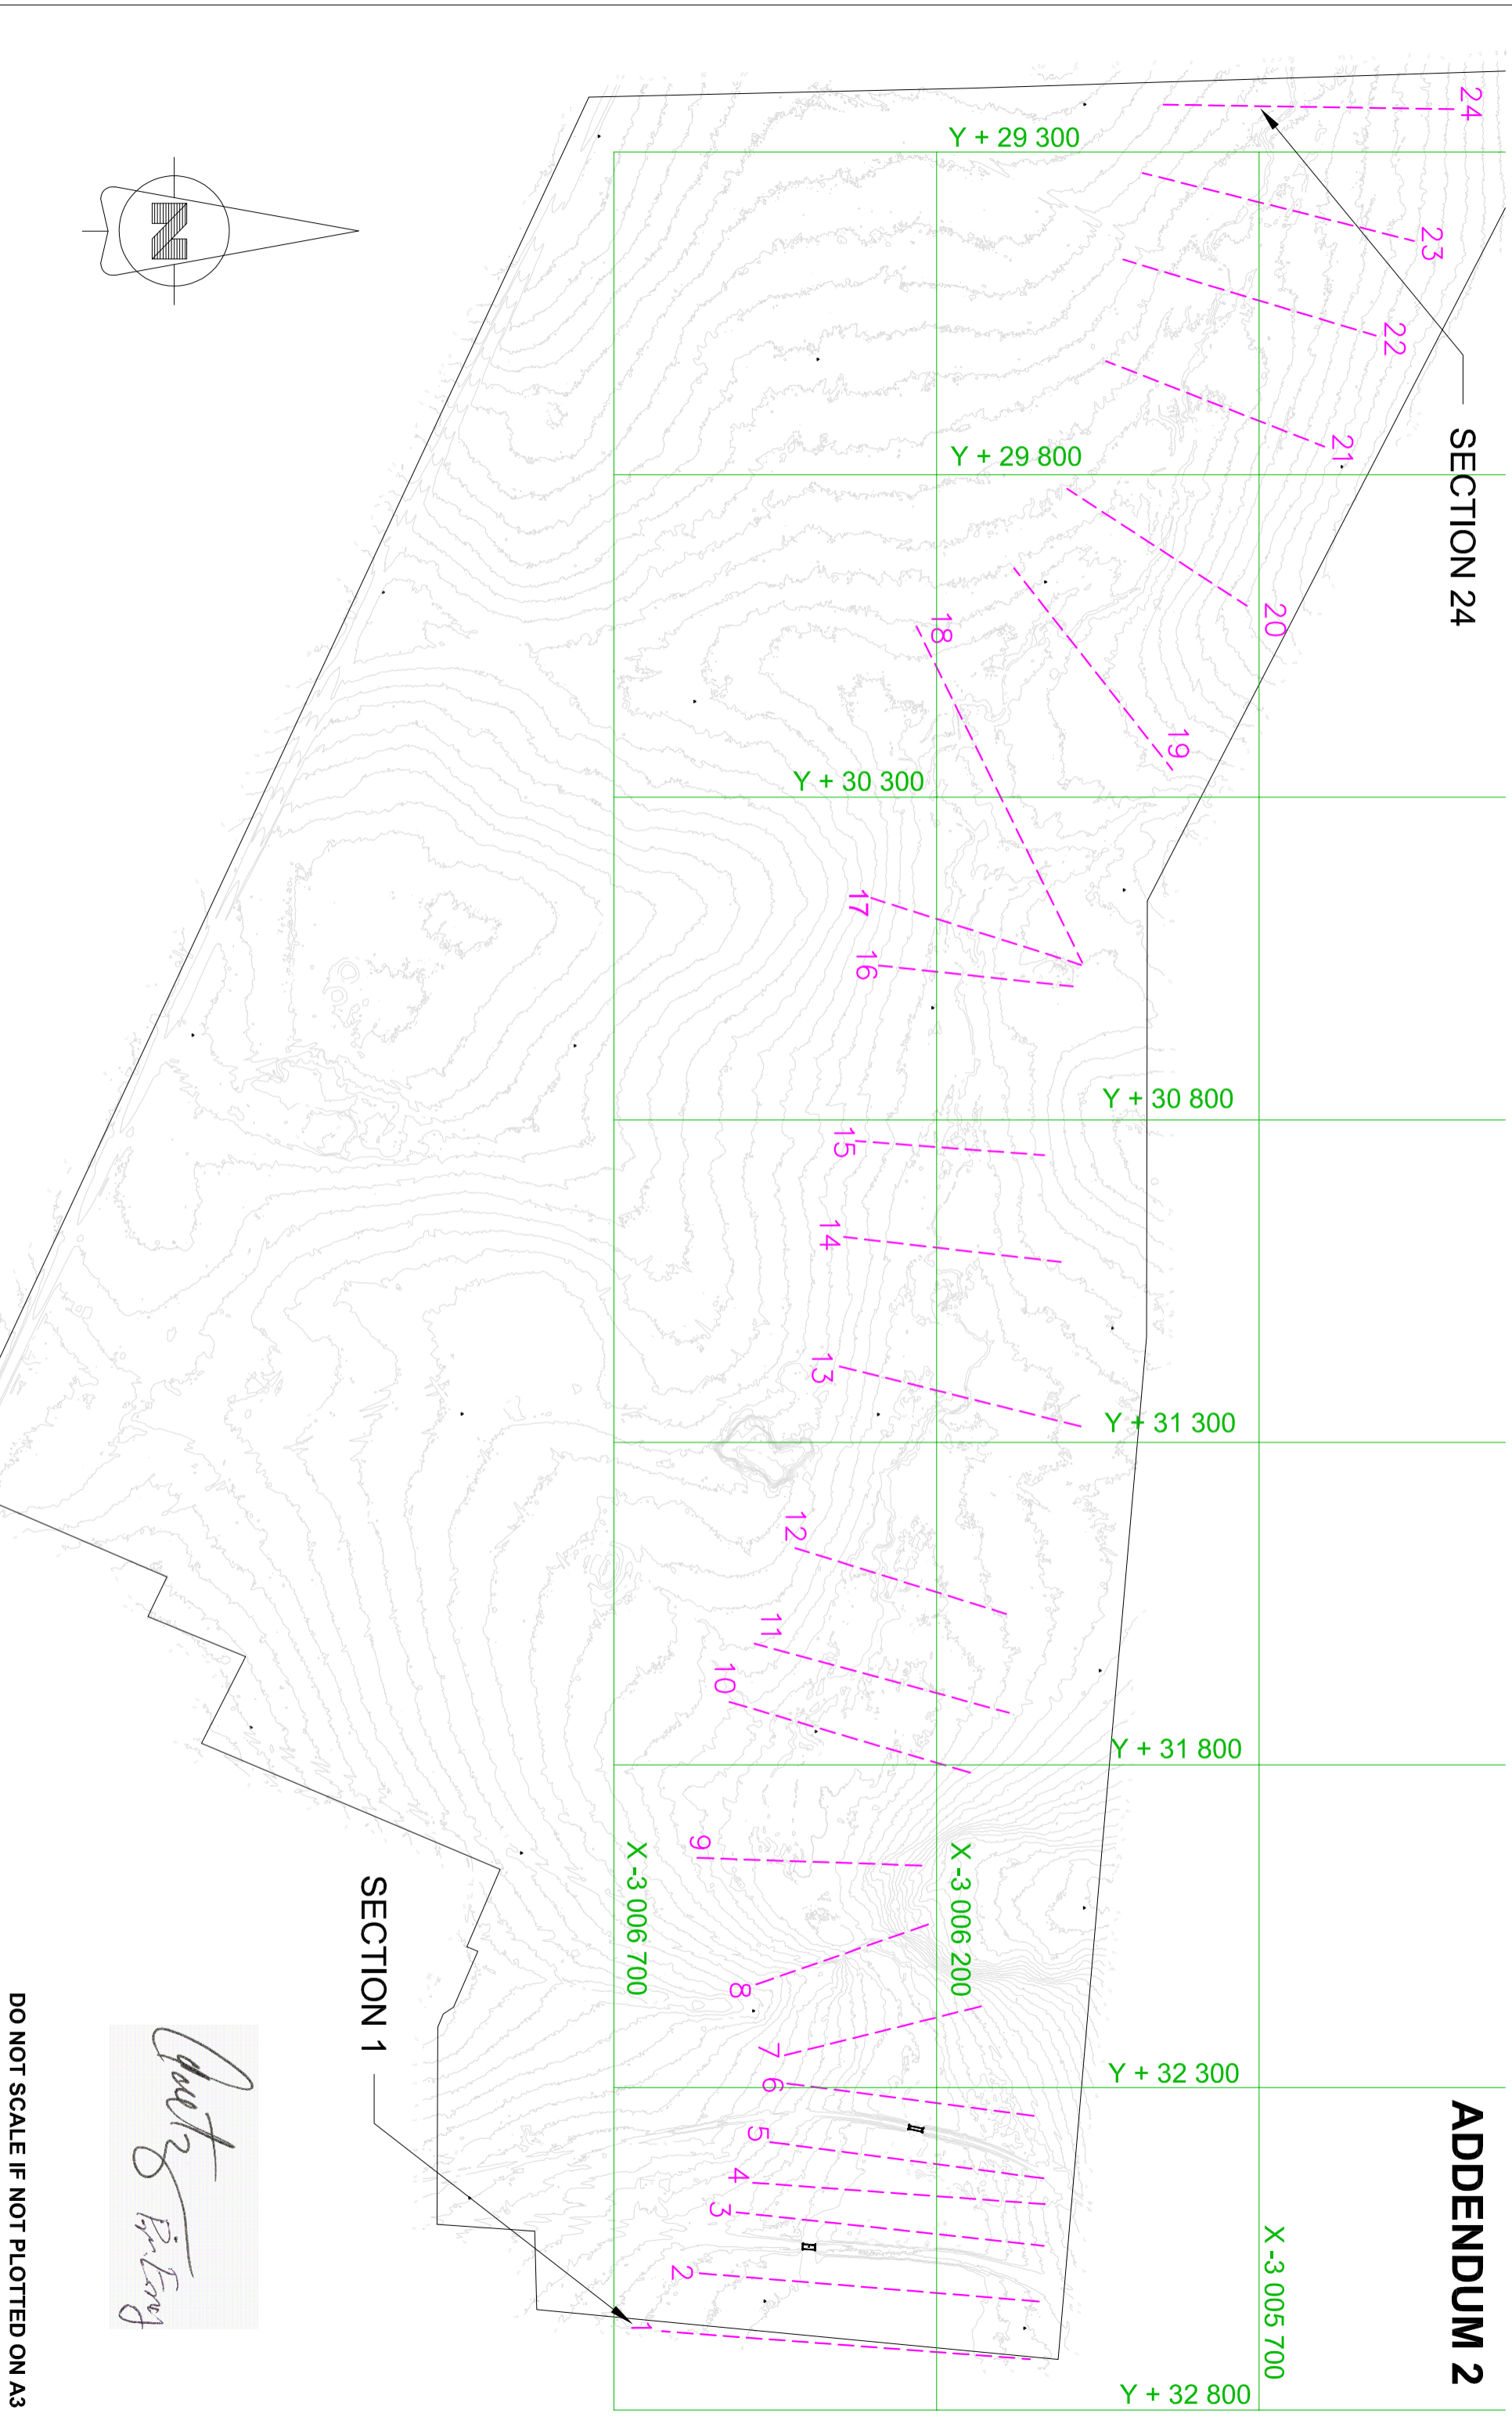 ADDENDUM 2
SECTION 24
SECTION 1
N
Y + 29 300
Y + 29 800
Y + 30 300
Y + 30 800
Y + 31 300
Y + 31 800
Y + 32 300
Y + 32 800
X -3 005 700
X -3 006 200
X -3 006 700
24
23
22
21
20
19
18
17
16
15
14
13
12
11
10
9
8
7
6
5
4
3
2
1
DO NOT SCALE IF NOT PLOTTED ON A3